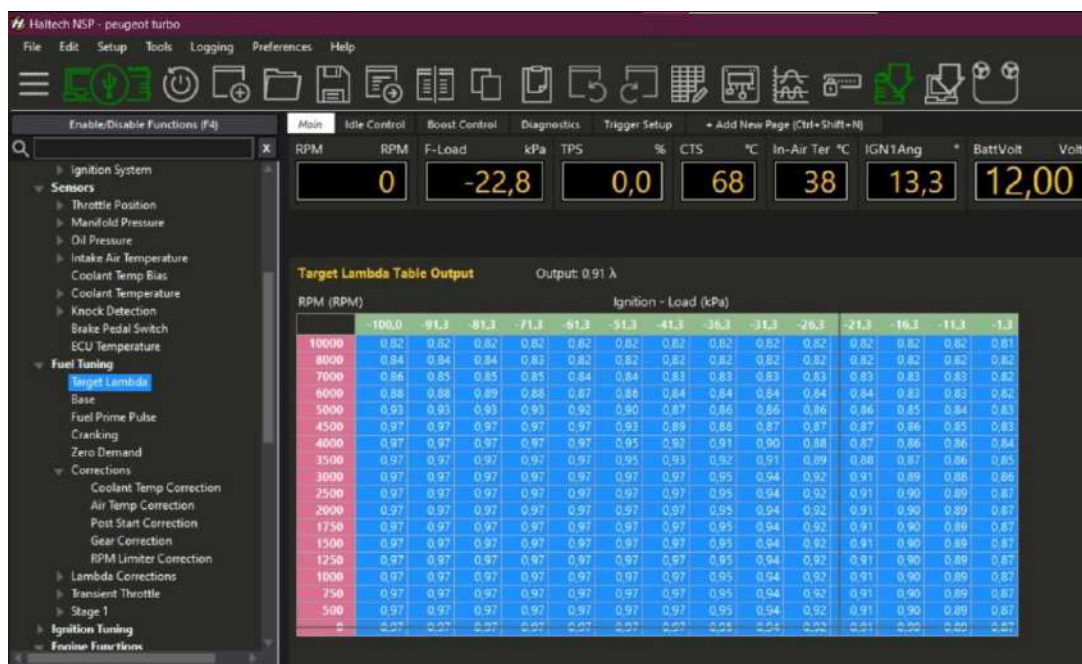 Haltech NSP - peugeot turbo
File Edit Setup Tools Logging Preferences Help
Enable/Disable Functions (F4)
Main Idle Control Boost Control Diagnostics Trigger Setup + Add New Page (Ctrl+Shift+N)
x
RPM RPM F-Load kPa TPS % CTS °C In-Air Ter °C IGN1Ang ° BattVolt Volt
0 -22,8 0,0 68 38 13,3 12,00
Ignition System
Sensors
Throttle Position
Manifold Pressure
Oil Pressure
Intake Air Temperature
Coolant Temp Bias
Coolant Temperature
Knock Detection
Brake Pedal Switch
ECU Temperature
Fuel Tuning
Target Lambda
Base
Fuel Prime Pulse
Cranking
Zero Demand
Corrections
Coolant Temp Correction
Air Temp Correction
Post Start Correction
Gear Correction
RPM Limiter Correction
Lambda Corrections
Transient Throttle
Stage 1
Ignition Tuning
Engine Functions
Target Lambda Table Output Output: 0,91 λ
RPM (RPM) Ignition - Load (kPa)
-100,0 -91,3 -81,3 -71,3 -61,3 -51,3 -41,3 -36,3 -31,3 -26,3 -21,3 -16,3 -11,3 -1,3
10000 0,82 0,82 0,82 0,82 0,82 0,82 0,82 0,82 0,82 0,82 0,82 0,82 0,82 0,81
8000 0,84 0,84 0,84 0,83 0,82 0,82 0,82 0,82 0,82 0,82 0,82 0,82 0,82 0,82
7000 0,86 0,85 0,85 0,85 0,84 0,84 0,83 0,83 0,83 0,83 0,83 0,83 0,83 0,82
6000 0,88 0,88 0,89 0,88 0,87 0,86 0,84 0,84 0,84 0,84 0,84 0,83 0,83 0,82
5000 0,93 0,93 0,93 0,93 0,92 0,90 0,87 0,86 0,86 0,86 0,86 0,85 0,84 0,83
4500 0,97 0,97 0,97 0,97 0,97 0,93 0,89 0,88 0,87 0,87 0,87 0,86 0,85 0,83
4000 0,97 0,97 0,97 0,97 0,97 0,95 0,92 0,91 0,90 0,88 0,87 0,86 0,86 0,84
3500 0,97 0,97 0,97 0,97 0,97 0,95 0,93 0,92 0,91 0,89 0,88 0,87 0,86 0,85
3000 0,97 0,97 0,97 0,97 0,97 0,97 0,97 0,95 0,94 0,92 0,91 0,89 0,88 0,86
2500 0,97 0,97 0,97 0,97 0,97 0,97 0,97 0,95 0,94 0,92 0,91 0,90 0,89 0,87
2000 0,97 0,97 0,97 0,97 0,97 0,97 0,97 0,95 0,94 0,92 0,91 0,90 0,89 0,87
1750 0,97 0,97 0,97 0,97 0,97 0,97 0,97 0,95 0,94 0,92 0,91 0,90 0,89 0,87
1500 0,97 0,97 0,97 0,97 0,97 0,97 0,97 0,95 0,94 0,92 0,91 0,90 0,89 0,87
1250 0,97 0,97 0,97 0,97 0,97 0,97 0,97 0,95 0,94 0,92 0,91 0,90 0,89 0,87
1000 0,97 0,97 0,97 0,97 0,97 0,97 0,97 0,95 0,94 0,92 0,91 0,90 0,89 0,87
750 0,97 0,97 0,97 0,97 0,97 0,97 0,97 0,95 0,94 0,92 0,91 0,90 0,89 0,87
500 0,97 0,97 0,97 0,97 0,97 0,97 0,97 0,95 0,94 0,92 0,91 0,90 0,89 0,87
0 0,97 0,97 0,97 0,97 0,97 0,97 0,97 0,95 0,94 0,92 0,91 0,90 0,89 0,87